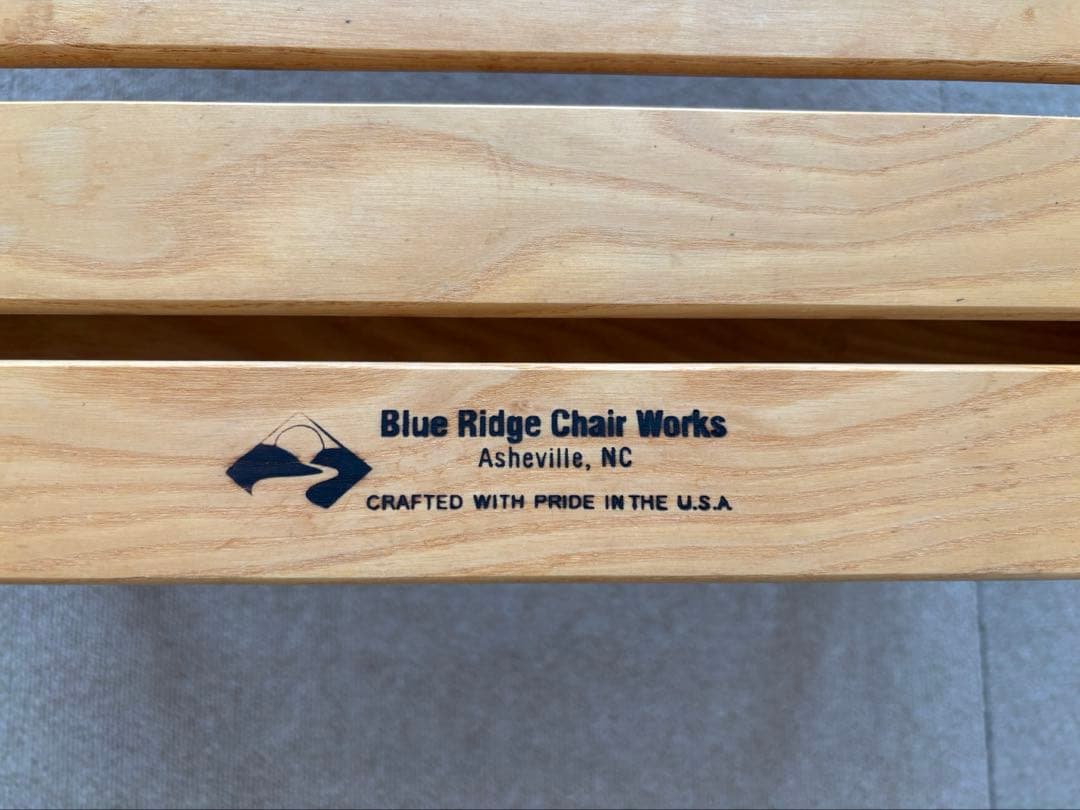 Blue Ridge Chair Works
Asheville, NC
CRAFTED WITH PRIDE IN THE U.S.A